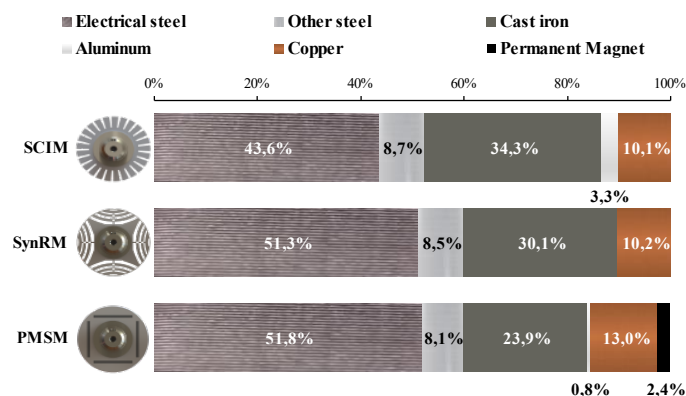 Electrical steel Other steel Cast iron
Aluminum Copper Permanent Magnet
0% 20% 40% 60% 80% 100%
SCIM 43,6% 8,7% 34,3% 10,1%
3,3%
SynRM 51,3% 8,5% 30,1% 10,2%
PMSM 51,8% 8,1% 23,9% 13,0%
0,8% 2,4%